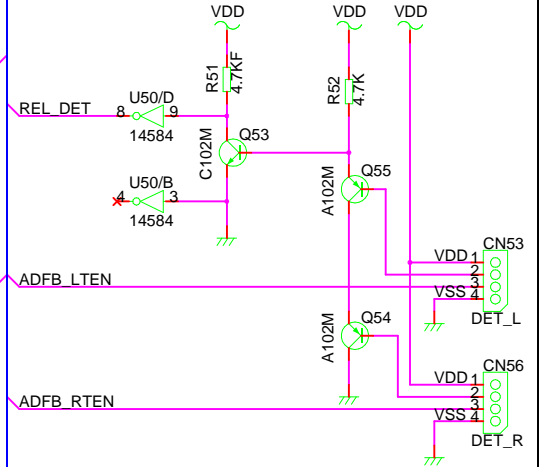 VDD VDD VDD
R51 4.7KF
R52 4.7K
REL_DET 8 U50/D 9
14584
Q53
C102M
U50/B
4 3
14584
Q55
A102M
CN53
VDD 1
2
ADFB_LTEN 3
VSS 4
DET_L
Q54
A102M
CN56
VDD 1
2
ADFB_RTEN 3
VSS 4
DET_R